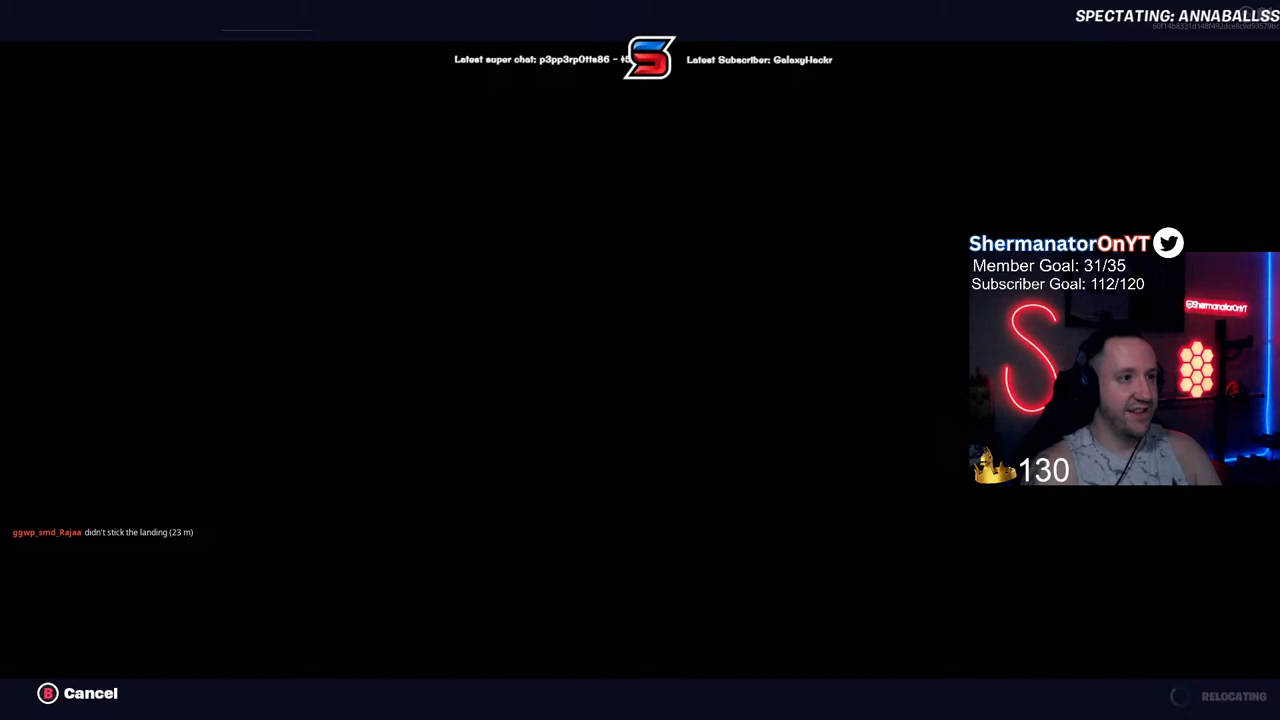 SPECTATING: ANNABALLSS
Latest super chat: p3pp3rp0tts86 -
Latest Subscriber: GalaxyHackr
ShermanatorOnYT
Member Goal: 31/35
Subscriber Goal: 112/120
@ShermanatorOnYT
S
130
ggwp_smd_Rajaa didn't stick the landing (23 m)
B Cancel
RELOCATING